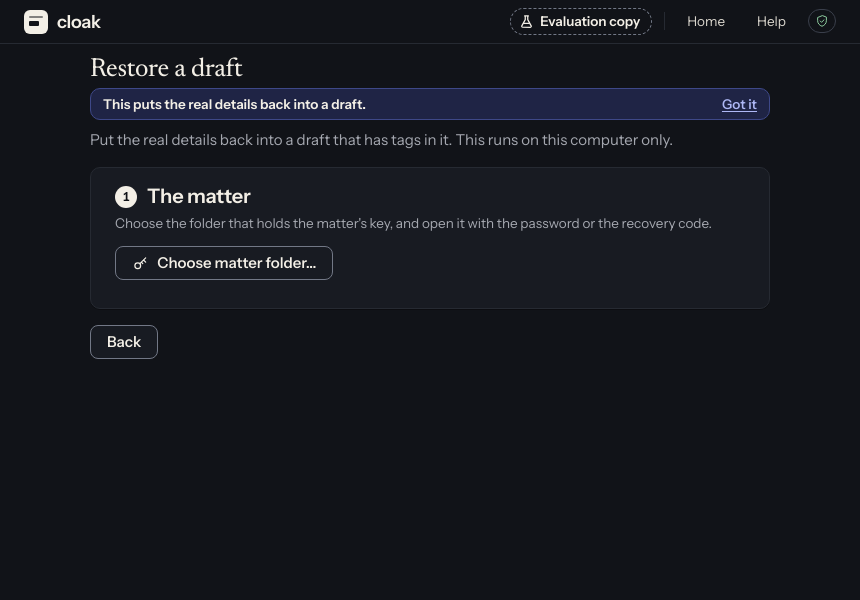 cloak
Evaluation copy
Home
Help
Restore a draft
This puts the real details back into a draft.
Got it
Put the real details back into a draft that has tags in it. This runs on this computer only.
1
The matter
Choose the folder that holds the matter's key, and open it with the password or the recovery code.
Choose matter folder...
Back